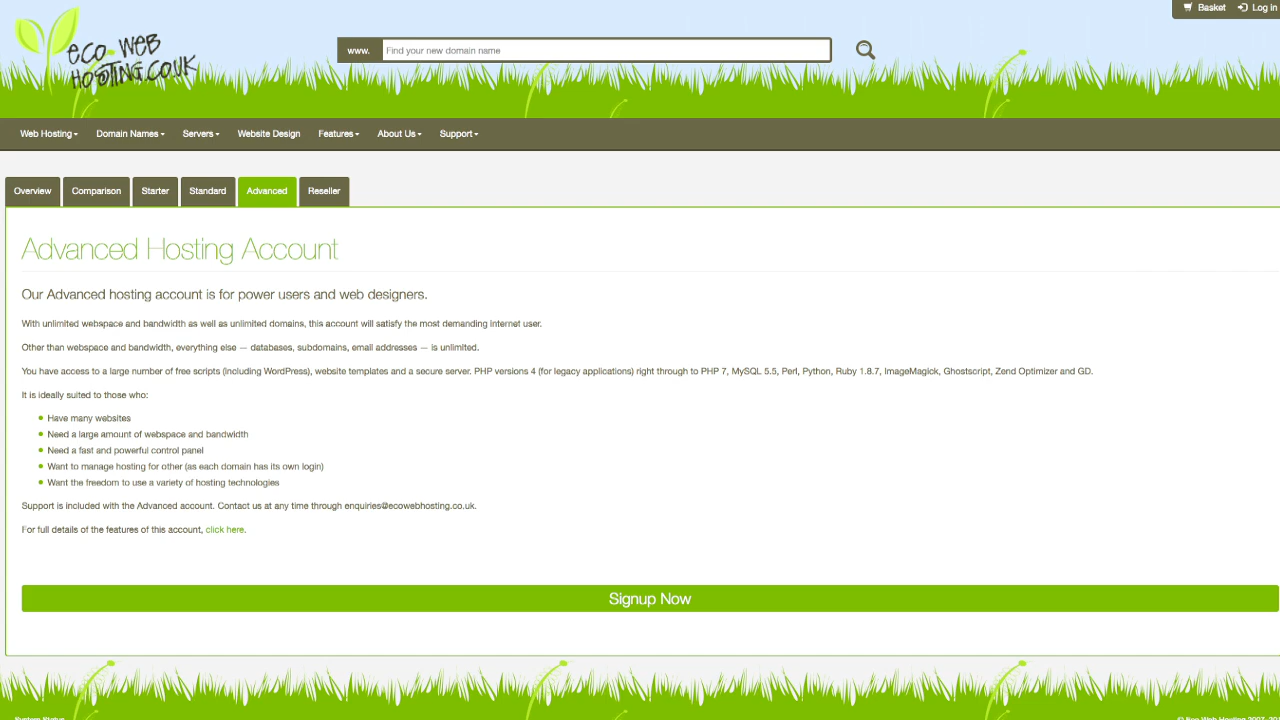 Basket Log in
eco web
hosting.co.uk
www. Find your new domain name
Web Hosting Domain Names Servers Website Design Features About Us Support
Overview Comparison Starter Standard Advanced Reseller
Advanced Hosting Account
Our Advanced hosting account is for power users and web designers.
With unlimited webspace and bandwidth as well as unlimited domains, this account will satisfy the most demanding internet user.
Other than webspace and bandwidth, everything else — databases, subdomains, email addresses — is unlimited.
You have access to a large number of free scripts (including WordPress), website templates and a secure server. PHP versions 4 (for legacy applications) right through to PHP 7, MySQL 5.5, Perl, Python, Ruby 1.8.7, ImageMagick, Ghostscript, Zend Optimizer and GD.
It is ideally suited to those who:
Have many websites
Need a large amount of webspace and bandwidth
Need a fast and powerful control panel
Want to manage hosting for other (as each domain has its own login)
Want the freedom to use a variety of hosting technologies
Support is included with the Advanced account. Contact us at any time through enquiries@ecowebhosting.co.uk.
For full details of the features of this account, click here.
Signup Now
System Status © Eco Web Hosting 2007-20